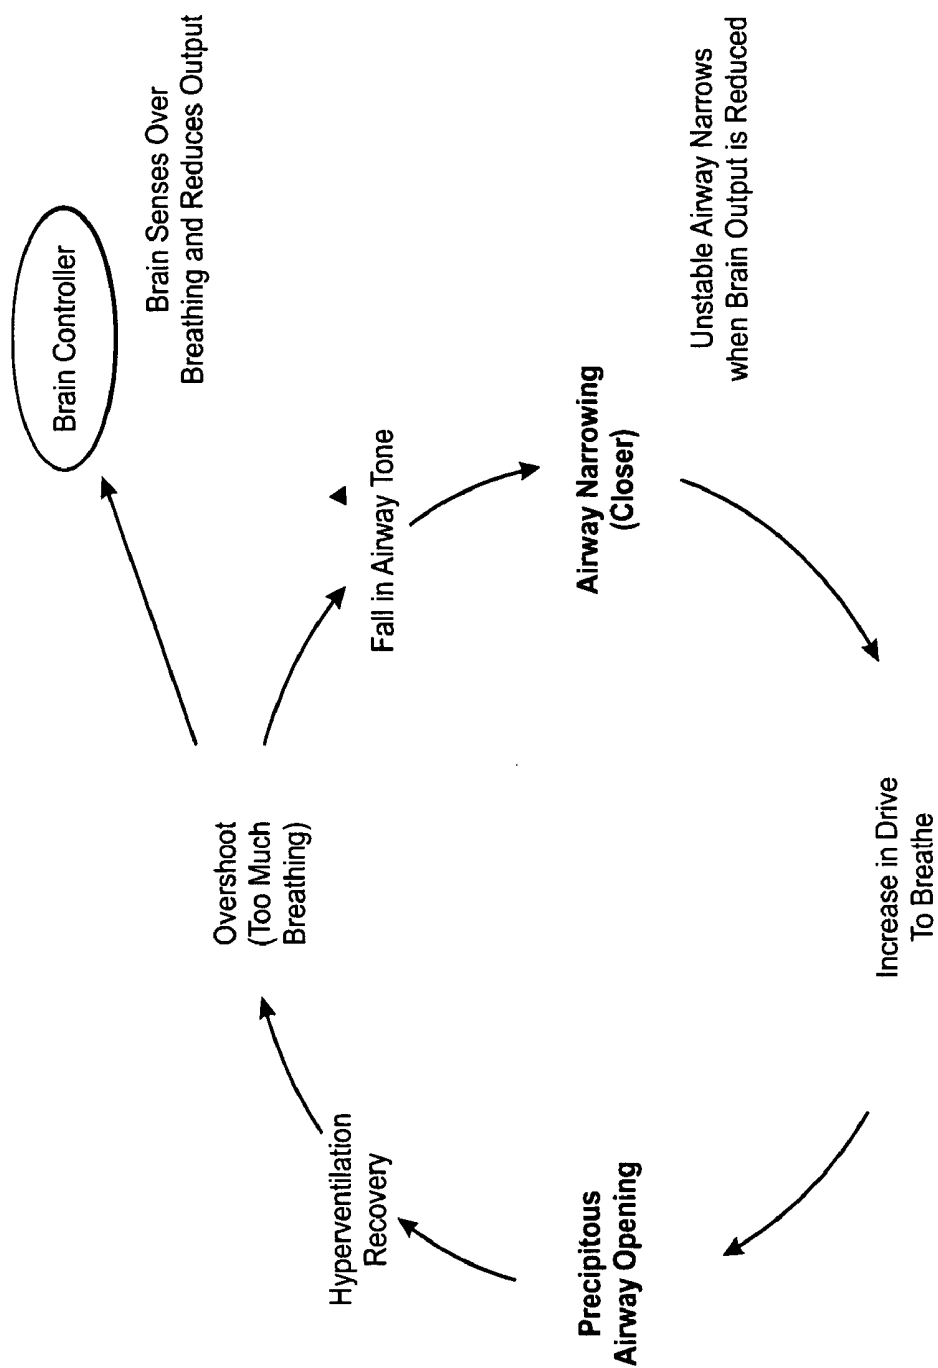 Brain Controller
Brain Senses Over
Breathing and Reduces Output
Overshoot
(Too Much
Breathing)
Fall in Airway Tone
Hyperventilation
Recovery
Airway Narrowing
(Closer)
Unstable Airway Narrows
when Brain Output is Reduced
Precipitous
Airway Opening
Increase in Drive
To Breathe